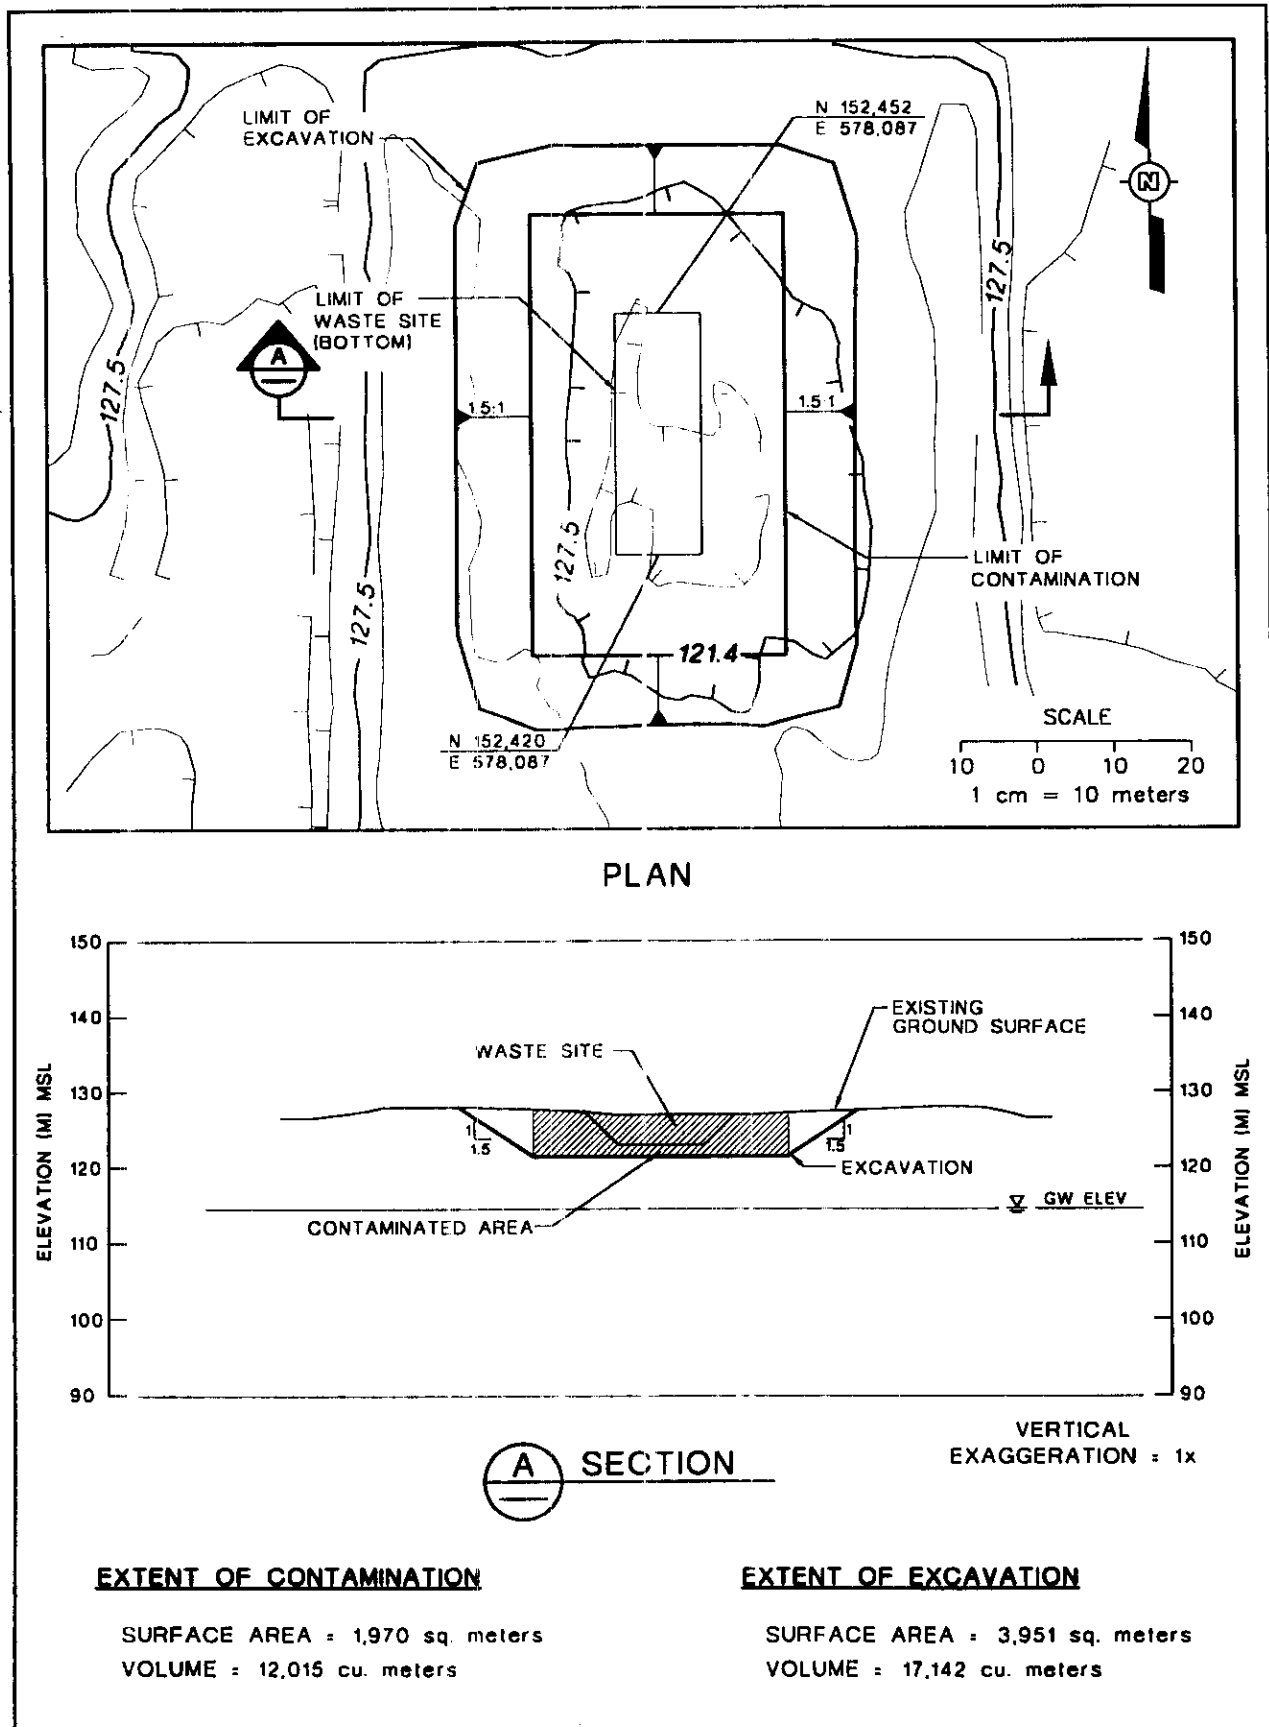 LIMIT OF
EXCAVATION
N 152,452
E 578,087
N
127.5
LIMIT OF
WASTE SITE
(BOTTOM)
A
127.5
1.5:1
1.5:1
127.5
127.5
LIMIT OF
CONTAMINATION
121.4
N 152,420
E 578,087
SCALE
10 0 10 20
1 cm = 10 meters
PLAN
150
140
130
120
110
100
90
ELEVATION (M) MSL
EXISTING
GROUND SURFACE
WASTE SITE
1
1.5
1
1.5
EXCAVATION
GW ELEV
CONTAMINATED AREA
150
140
130
120
110
100
90
ELEVATION (M) MSL
VERTICAL
EXAGGERATION = 1x
A SECTION
EXTENT OF CONTAMINATION
SURFACE AREA = 1,970 sq. meters
VOLUME = 12,015 cu. meters
EXTENT OF EXCAVATION
SURFACE AREA = 3,951 sq. meters
VOLUME = 17,142 cu. meters